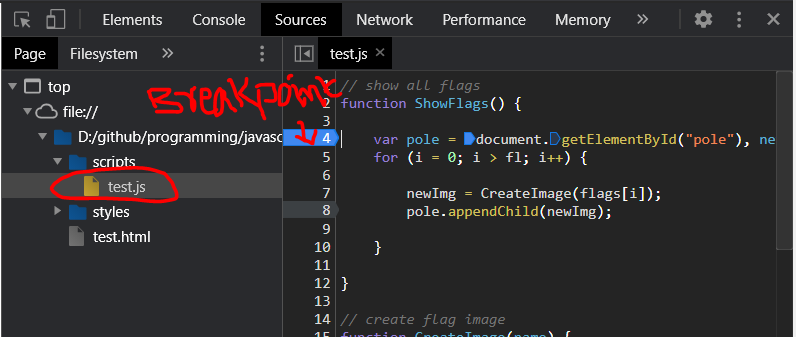 Elements Console Sources Network Performance Memory »
Page Filesystem » test.js ×
top
file://
D:/github/programming/javasc
scripts
test.js
styles
test.html
Breakpoint
1 // show all flags
2 function ShowFlags() {
3
4 var pole = document.getElementById("pole"), ne
5 for (i = 0; i > fl; i++) {
6
7 newImg = CreateImage(flags[i]);
8 pole.appendChild(newImg);
9
10 }
11
12 }
13
14 // create flag image
15 function CreateImage(name) {